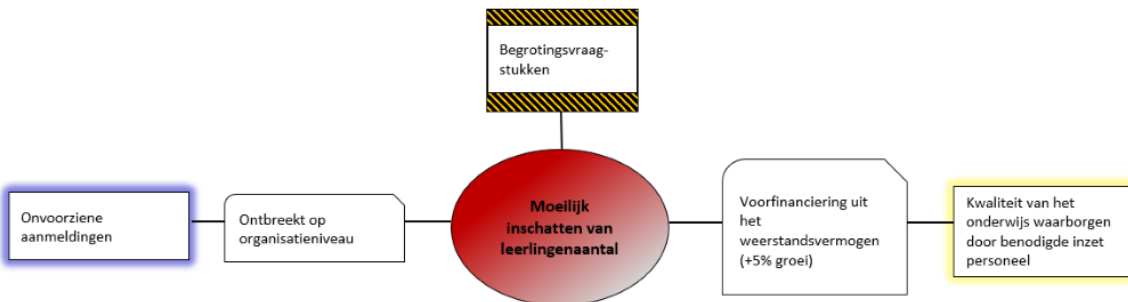 Begrotingsvraag-
stukken
Onvoorziene
aanmeldingen
Ontbreekt op
organisatieniveau
Moeilijk
inschatten van
leerlingenaantal
Voorfinanciering uit
het
weerstandsvermogen
(+5% groei)
Kwaliteit van het
onderwijs waarborgen
door benodigde inzet
personeel